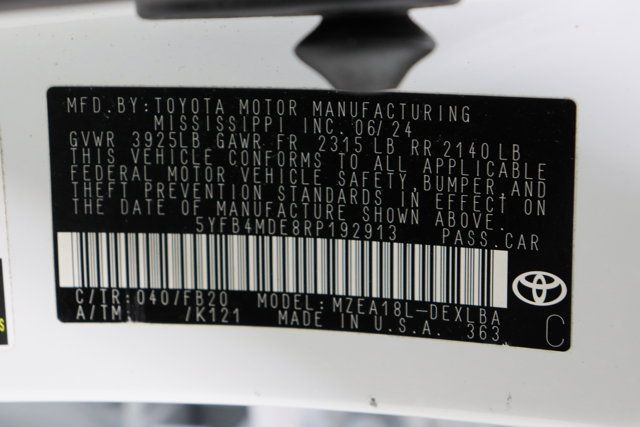 MFD.BY:TOYOTA MOTOR MANUFACTURING
MISSISSIPPI INC. 06/24
GVWR 3925LB GAWR FR 2315 LB RR 2140 LB
THIS VEHICLE CONFORMS TO ALL APPLICABLE
FEDERAL MOTOR VEHICLE SAFETY,BUMPER,AND
THEFT PREVENTION STANDARDS IN EFFECT ON
THE DATE OF MANUFACTURE SHOWN ABOVE.
5YFB4MDE8RP192913 PASS.CAR
C/TR:040/FB20 MODEL:MZEA18L-DEXLBA
A/TM: /K121 MADE IN U.S.A. 363
C